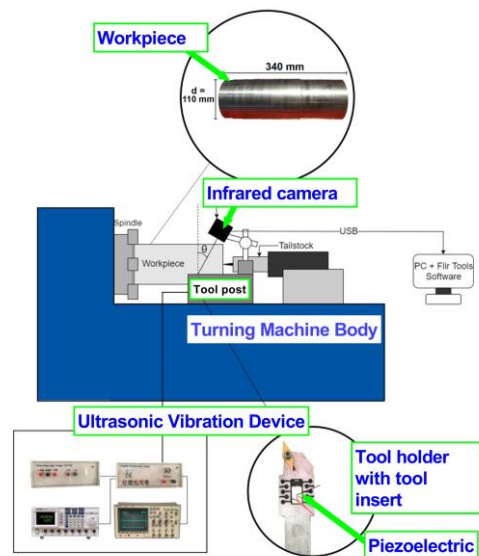 Workpiece
340 mm
d =
110 mm
Infrared camera
Spindle
θ
USB
Tailstock
Workpiece
PC + Flir Tools
Software
Tool post
Turning Machine Body
Ultrasonic Vibration Device
Tool holder
with tool
insert
Piezoelectric